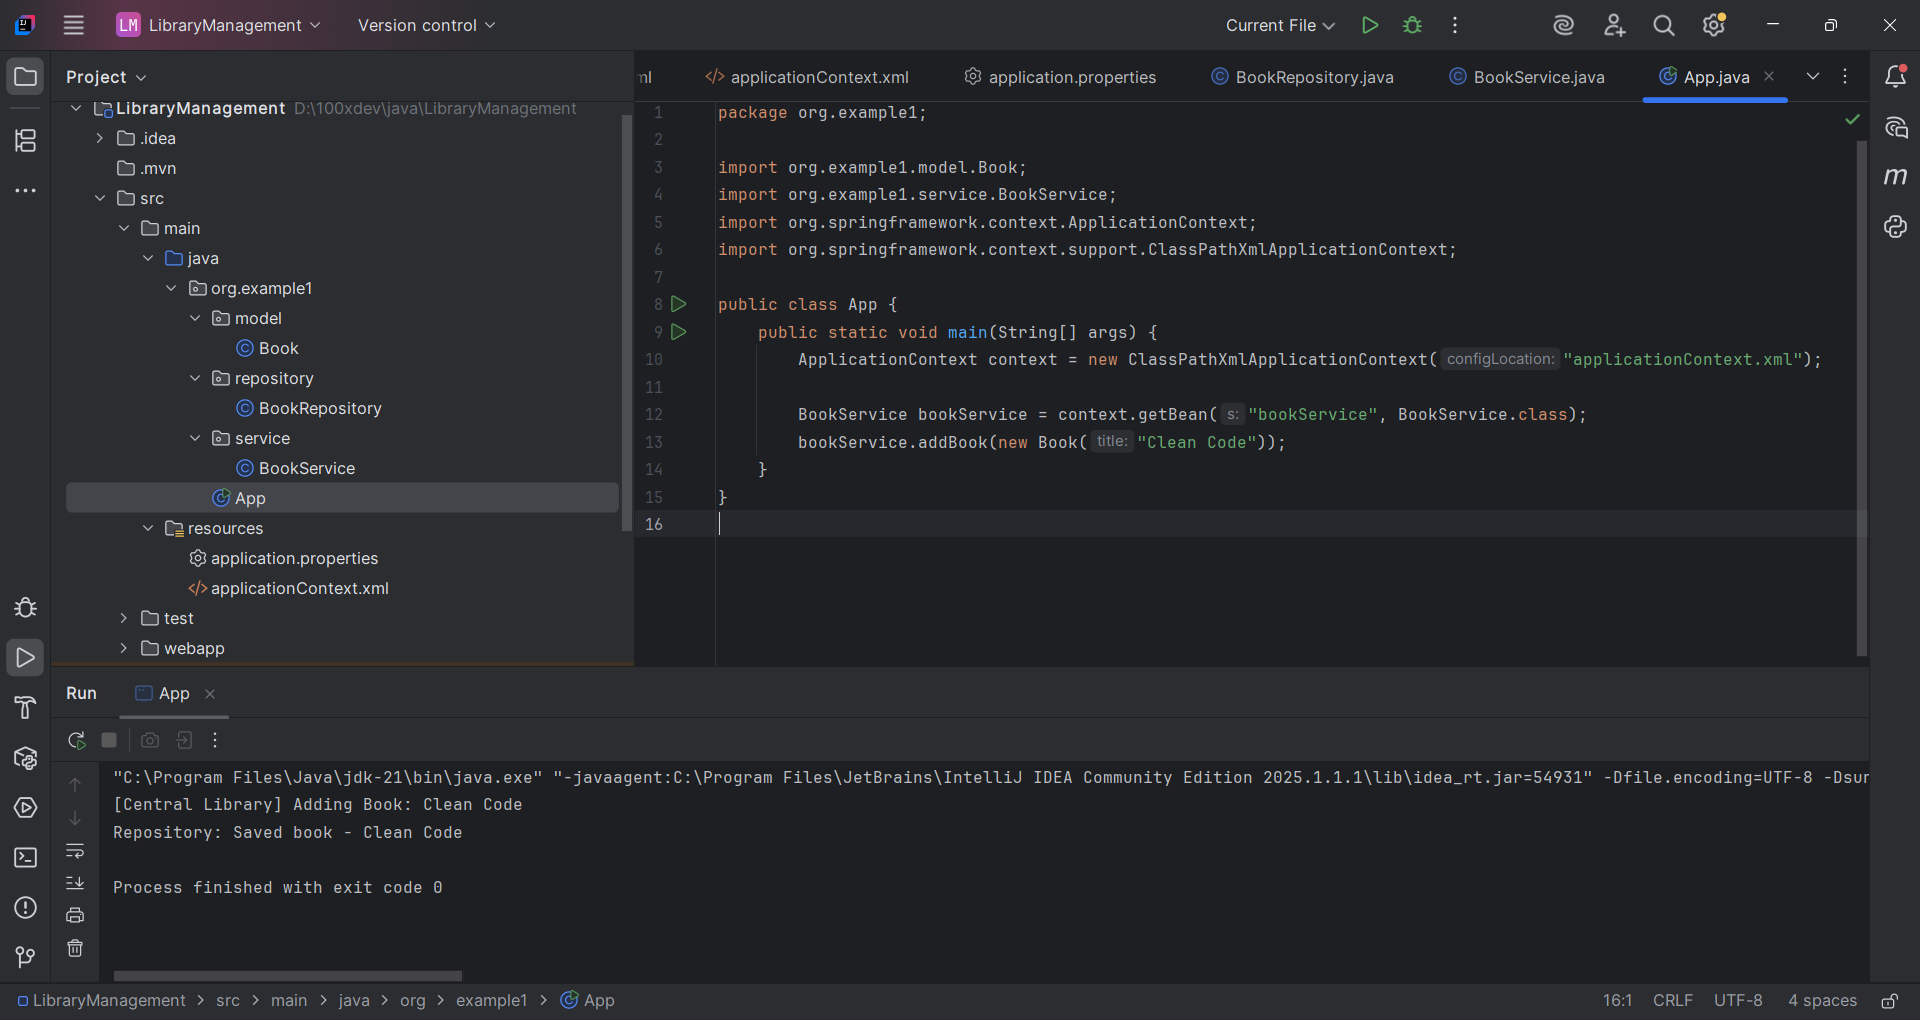 LM LibraryManagement Version control Current File
Project
ml applicationContext.xml application.properties BookRepository.java BookService.java App.java
LibraryManagement D:\100xdev\java\LibraryManagement
.idea
.mvn
src
main
java
org.example1
model
Book
repository
BookRepository
service
BookService
App
resources
application.properties
applicationContext.xml
test
webapp
1 package org.example1;
2
3 import org.example1.model.Book;
4 import org.example1.service.BookService;
5 import org.springframework.context.ApplicationContext;
6 import org.springframework.context.support.ClassPathXmlApplicationContext;
7
8 public class App {
9 public static void main(String[] args) {
10 ApplicationContext context = new ClassPathXmlApplicationContext( configLocation: "applicationContext.xml");
11
12 BookService bookService = context.getBean( s: "bookService", BookService.class);
13 bookService.addBook(new Book( title: "Clean Code"));
14 }
15 }
16
Run App
"C:\Program Files\Java\jdk-21\bin\java.exe" "-javaagent:C:\Program Files\JetBrains\IntelliJ IDEA Community Edition 2025.1.1.1\lib\idea_rt.jar=54931" -Dfile.encoding=UTF-8 -Dsun
[Central Library] Adding Book: Clean Code
Repository: Saved book - Clean Code
Process finished with exit code 0
LibraryManagement > src > main > java > org > example1 > App 16:1 CRLF UTF-8 4 spaces